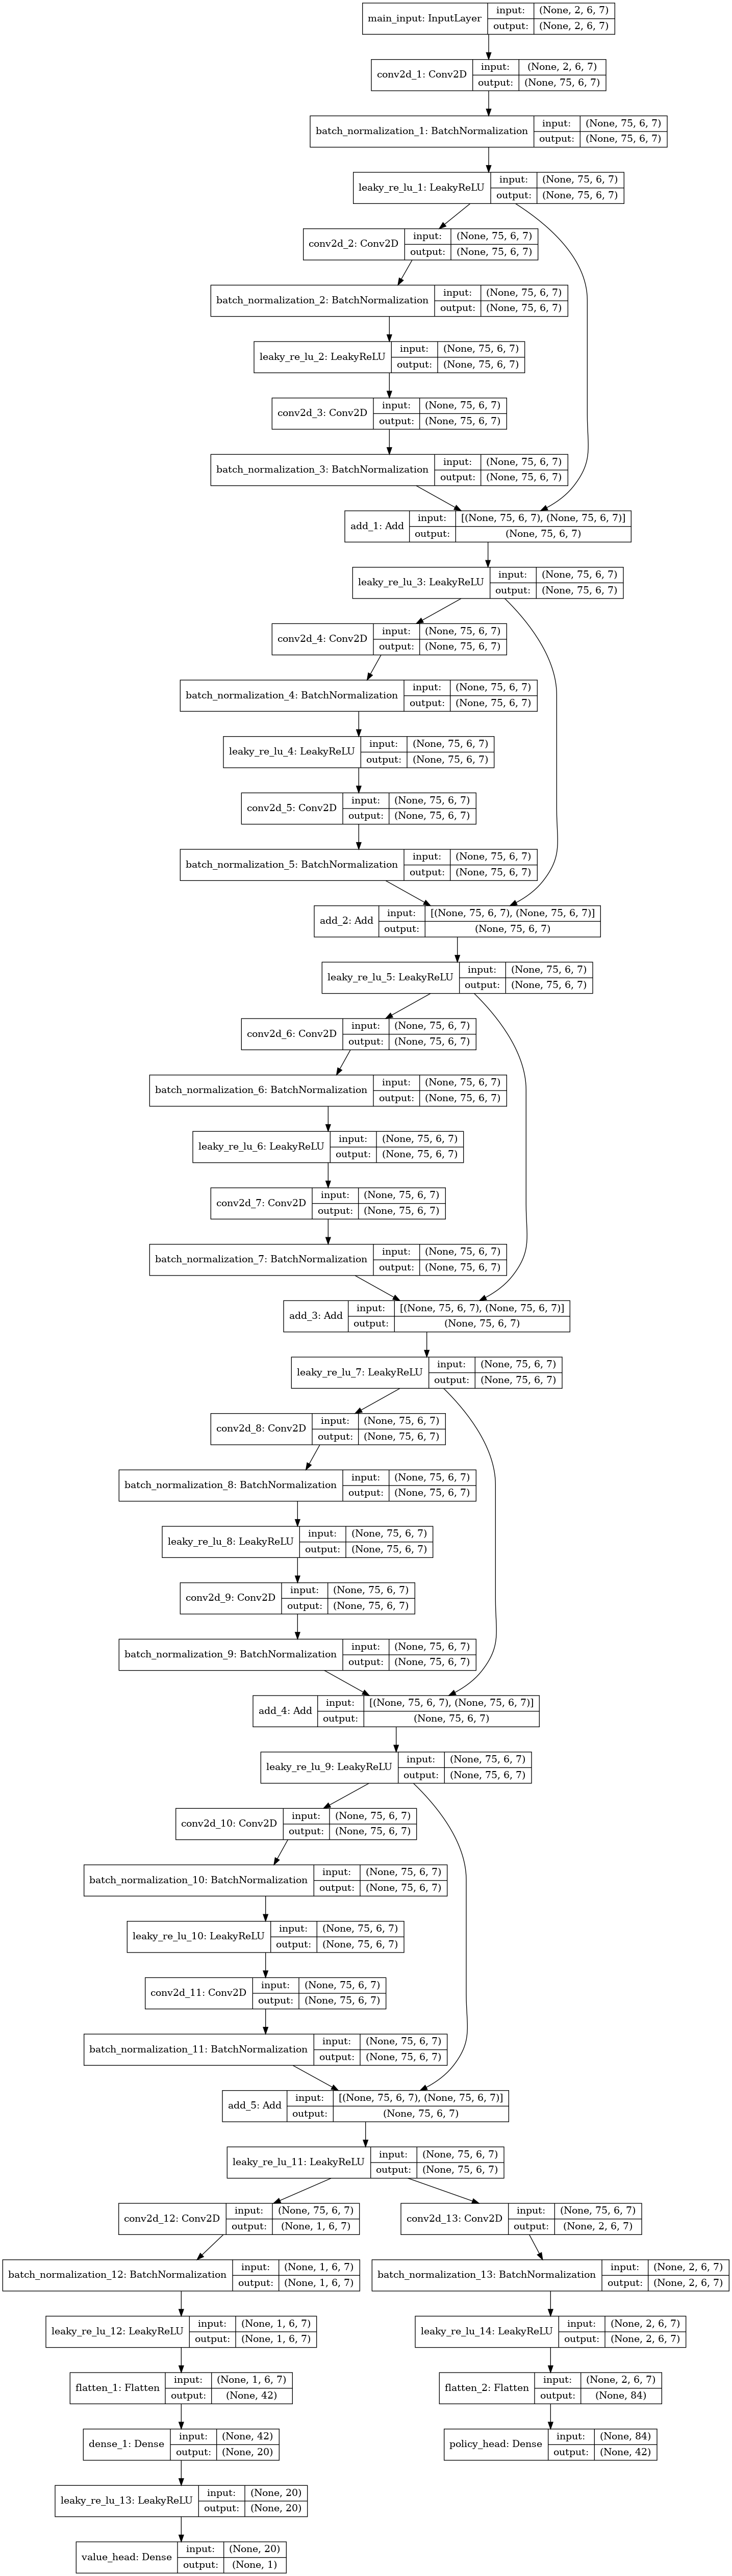 main_input: InputLayer
input: (None, 2, 6, 7)
output: (None, 2, 6, 7)
conv2d_1: Conv2D
input: (None, 2, 6, 7)
output: (None, 75, 6, 7)
batch_normalization_1: BatchNormalization
input: (None, 75, 6, 7)
output: (None, 75, 6, 7)
leaky_re_lu_1: LeakyReLU
input: (None, 75, 6, 7)
output: (None, 75, 6, 7)
conv2d_2: Conv2D
input: (None, 75, 6, 7)
output: (None, 75, 6, 7)
batch_normalization_2: BatchNormalization
input: (None, 75, 6, 7)
output: (None, 75, 6, 7)
leaky_re_lu_2: LeakyReLU
input: (None, 75, 6, 7)
output: (None, 75, 6, 7)
conv2d_3: Conv2D
input: (None, 75, 6, 7)
output: (None, 75, 6, 7)
batch_normalization_3: BatchNormalization
input: (None, 75, 6, 7)
output: (None, 75, 6, 7)
add_1: Add
input: [(None, 75, 6, 7), (None, 75, 6, 7)]
output: (None, 75, 6, 7)
leaky_re_lu_3: LeakyReLU
input: (None, 75, 6, 7)
output: (None, 75, 6, 7)
conv2d_4: Conv2D
input: (None, 75, 6, 7)
output: (None, 75, 6, 7)
batch_normalization_4: BatchNormalization
input: (None, 75, 6, 7)
output: (None, 75, 6, 7)
leaky_re_lu_4: LeakyReLU
input: (None, 75, 6, 7)
output: (None, 75, 6, 7)
conv2d_5: Conv2D
input: (None, 75, 6, 7)
output: (None, 75, 6, 7)
batch_normalization_5: BatchNormalization
input: (None, 75, 6, 7)
output: (None, 75, 6, 7)
add_2: Add
input: [(None, 75, 6, 7), (None, 75, 6, 7)]
output: (None, 75, 6, 7)
leaky_re_lu_5: LeakyReLU
input: (None, 75, 6, 7)
output: (None, 75, 6, 7)
conv2d_6: Conv2D
input: (None, 75, 6, 7)
output: (None, 75, 6, 7)
batch_normalization_6: BatchNormalization
input: (None, 75, 6, 7)
output: (None, 75, 6, 7)
leaky_re_lu_6: LeakyReLU
input: (None, 75, 6, 7)
output: (None, 75, 6, 7)
conv2d_7: Conv2D
input: (None, 75, 6, 7)
output: (None, 75, 6, 7)
batch_normalization_7: BatchNormalization
input: (None, 75, 6, 7)
output: (None, 75, 6, 7)
add_3: Add
input: [(None, 75, 6, 7), (None, 75, 6, 7)]
output: (None, 75, 6, 7)
leaky_re_lu_7: LeakyReLU
input: (None, 75, 6, 7)
output: (None, 75, 6, 7)
conv2d_8: Conv2D
input: (None, 75, 6, 7)
output: (None, 75, 6, 7)
batch_normalization_8: BatchNormalization
input: (None, 75, 6, 7)
output: (None, 75, 6, 7)
leaky_re_lu_8: LeakyReLU
input: (None, 75, 6, 7)
output: (None, 75, 6, 7)
conv2d_9: Conv2D
input: (None, 75, 6, 7)
output: (None, 75, 6, 7)
batch_normalization_9: BatchNormalization
input: (None, 75, 6, 7)
output: (None, 75, 6, 7)
add_4: Add
input: [(None, 75, 6, 7), (None, 75, 6, 7)]
output: (None, 75, 6, 7)
leaky_re_lu_9: LeakyReLU
input: (None, 75, 6, 7)
output: (None, 75, 6, 7)
conv2d_10: Conv2D
input: (None, 75, 6, 7)
output: (None, 75, 6, 7)
batch_normalization_10: BatchNormalization
input: (None, 75, 6, 7)
output: (None, 75, 6, 7)
leaky_re_lu_10: LeakyReLU
input: (None, 75, 6, 7)
output: (None, 75, 6, 7)
conv2d_11: Conv2D
input: (None, 75, 6, 7)
output: (None, 75, 6, 7)
batch_normalization_11: BatchNormalization
input: (None, 75, 6, 7)
output: (None, 75, 6, 7)
add_5: Add
input: [(None, 75, 6, 7), (None, 75, 6, 7)]
output: (None, 75, 6, 7)
leaky_re_lu_11: LeakyReLU
input: (None, 75, 6, 7)
output: (None, 75, 6, 7)
conv2d_12: Conv2D
input: (None, 75, 6, 7)
output: (None, 1, 6, 7)
conv2d_13: Conv2D
input: (None, 75, 6, 7)
output: (None, 2, 6, 7)
batch_normalization_12: BatchNormalization
input: (None, 1, 6, 7)
output: (None, 1, 6, 7)
batch_normalization_13: BatchNormalization
input: (None, 2, 6, 7)
output: (None, 2, 6, 7)
leaky_re_lu_12: LeakyReLU
input: (None, 1, 6, 7)
output: (None, 1, 6, 7)
leaky_re_lu_14: LeakyReLU
input: (None, 2, 6, 7)
output: (None, 2, 6, 7)
flatten_1: Flatten
input: (None, 1, 6, 7)
output: (None, 42)
flatten_2: Flatten
input: (None, 2, 6, 7)
output: (None, 84)
dense_1: Dense
input: (None, 42)
output: (None, 20)
policy_head: Dense
input: (None, 84)
output: (None, 42)
leaky_re_lu_13: LeakyReLU
input: (None, 20)
output: (None, 20)
value_head: Dense
input: (None, 20)
output: (None, 1)